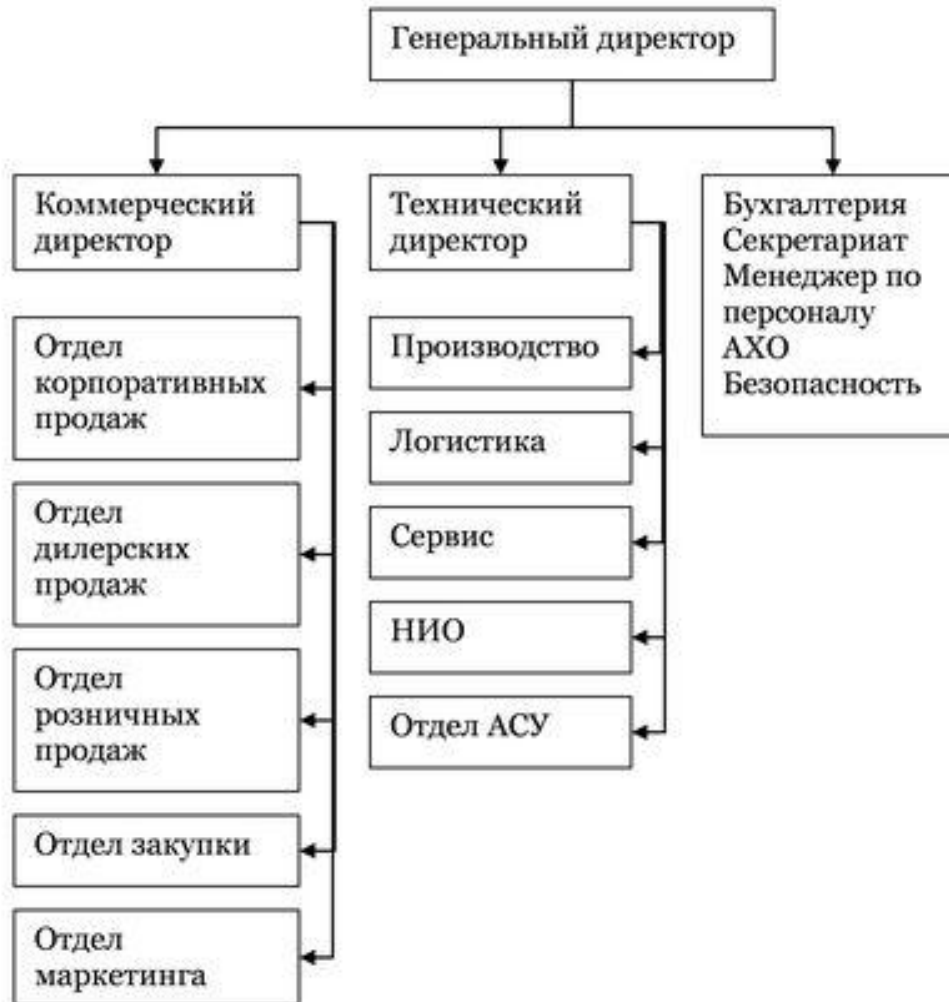 Генеральный директор
Коммерческий
директор
Отдел
корпоративных
продаж
Отдел
дилерских
продаж
Отдел
розничных
продаж
Отдел закупки
Отдел
маркетинга
Технический
директор
Производство
Логистика
Сервис
НИО
Отдел АСУ
Бухгалтерия
Секретариат
Менеджер по
персоналу
АХО
Безопасность